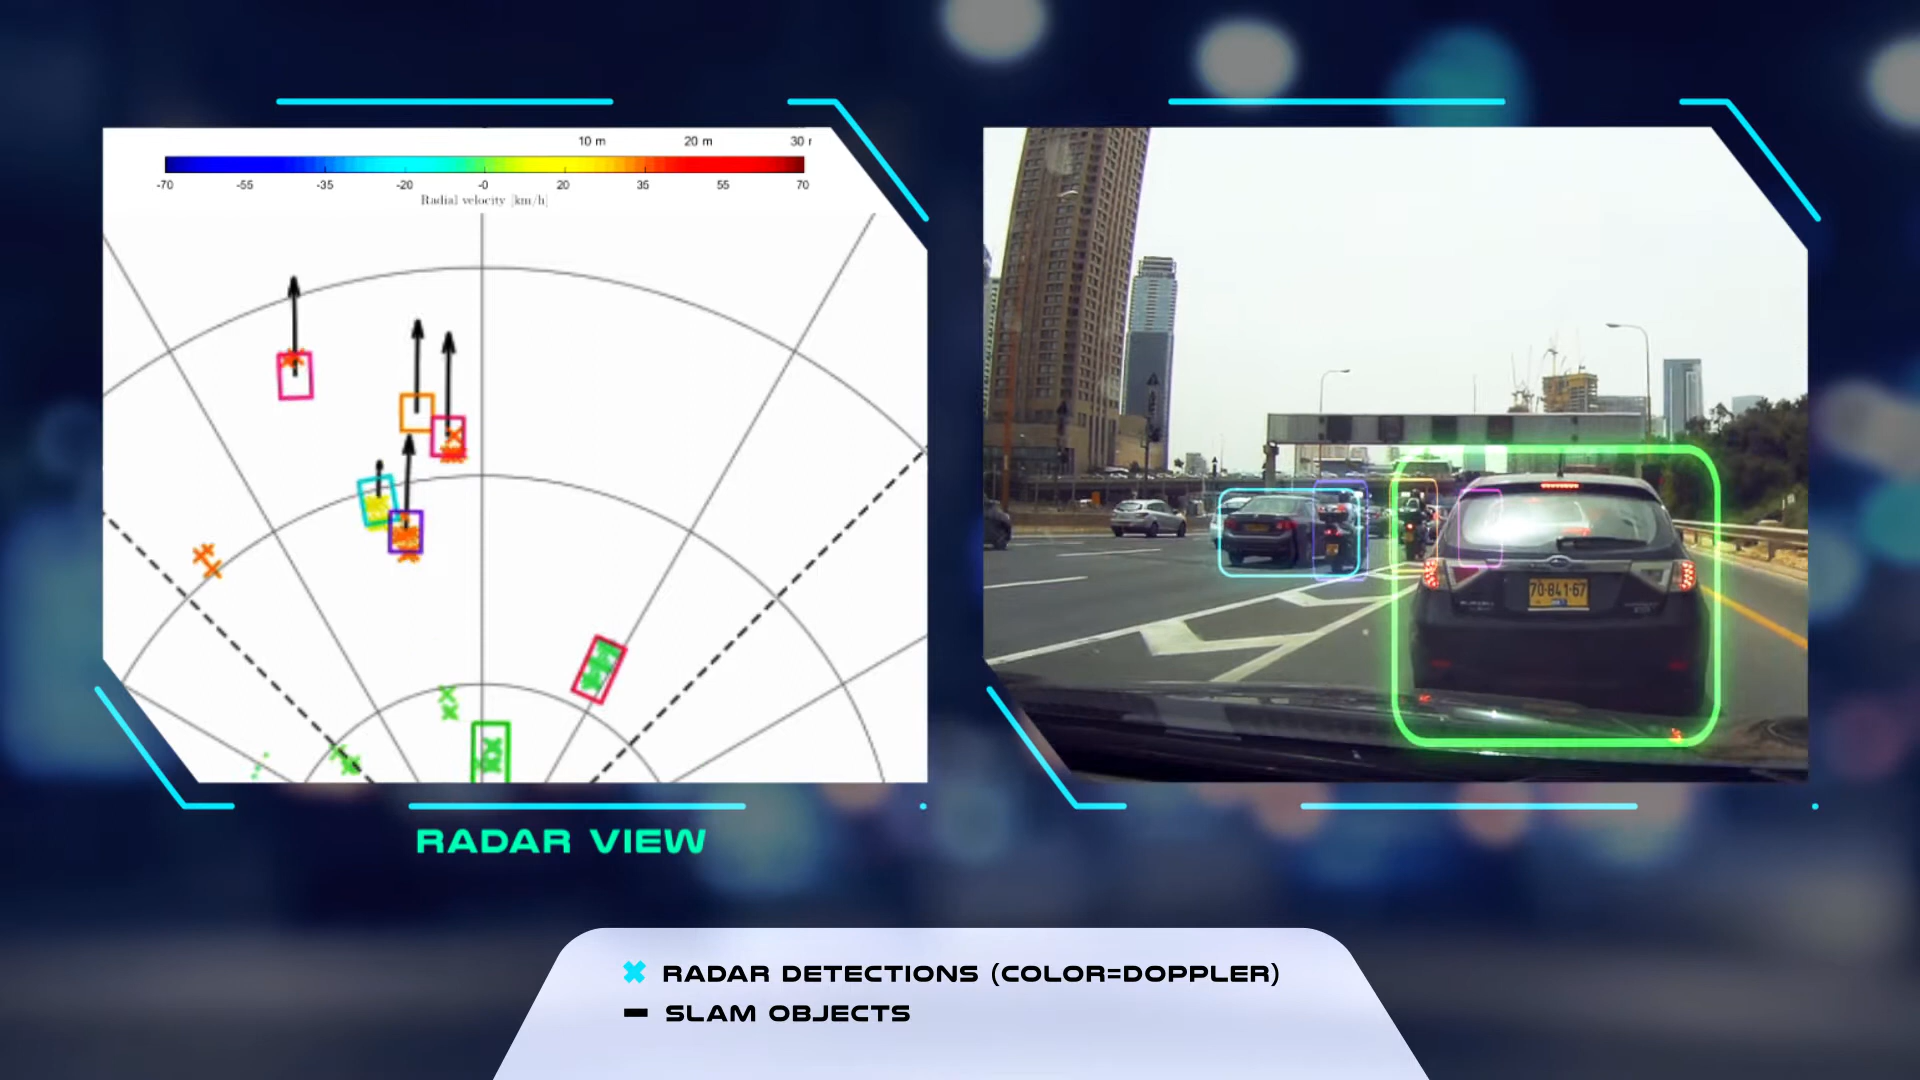 10 m 20 m 30 m
-70 -55 -35 -20 -0 20 35 55 70
Radial velocity [km/h]
70-841-67
RADAR VIEW
RADAR DETECTIONS (COLOR=DOPPLER)
SLAM OBJECTS